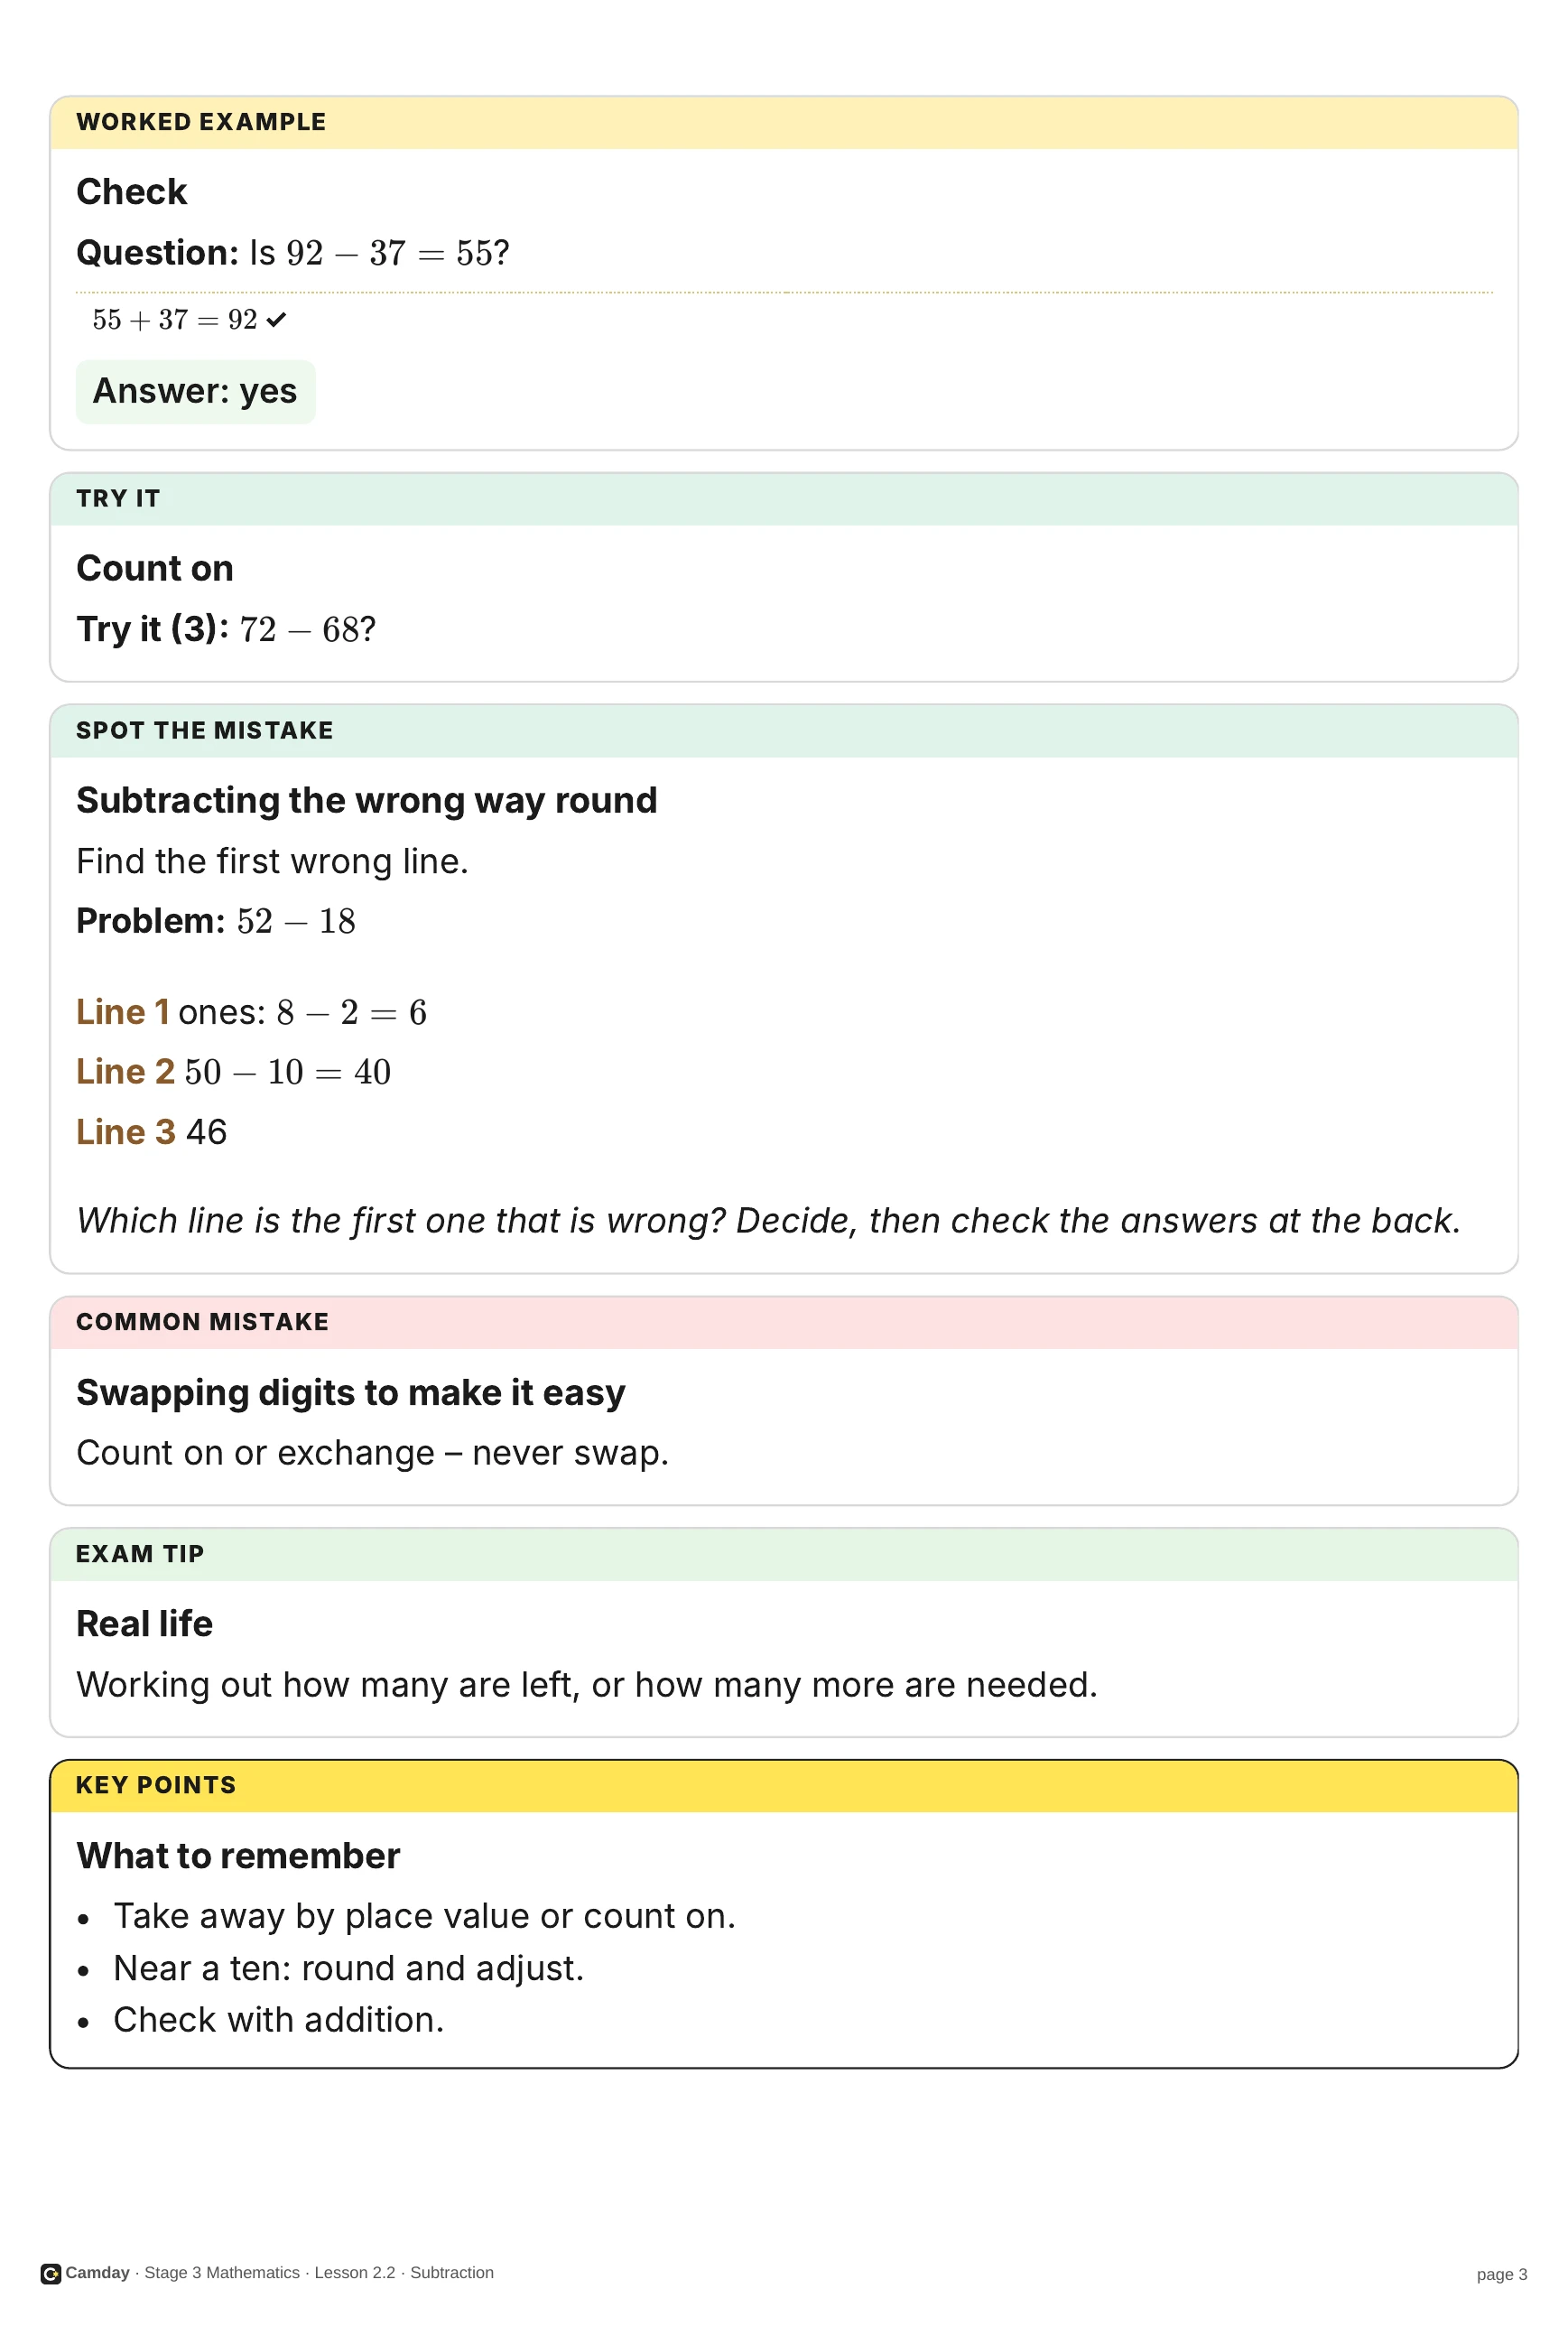 WORKED EXAMPLE
Check
Question: Is 92 − 37 = 55?
55 + 37 = 92 ✓
Answer: yes
TRY IT
Count on
Try it (3): 72 − 68?
SPOT THE MISTAKE
Subtracting the wrong way round
Find the first wrong line.
Problem: 52 − 18
Line 1 ones: 8 − 2 = 6
Line 2 50 − 10 = 40
Line 3 46
Which line is the first one that is wrong? Decide, then check the answers at the back.
COMMON MISTAKE
Swapping digits to make it easy
Count on or exchange – never swap.
EXAM TIP
Real life
Working out how many are left, or how many more are needed.
KEY POINTS
What to remember
• Take away by place value or count on.
• Near a ten: round and adjust.
• Check with addition.
Camday · Stage 3 Mathematics · Lesson 2.2 · Subtraction
page 3